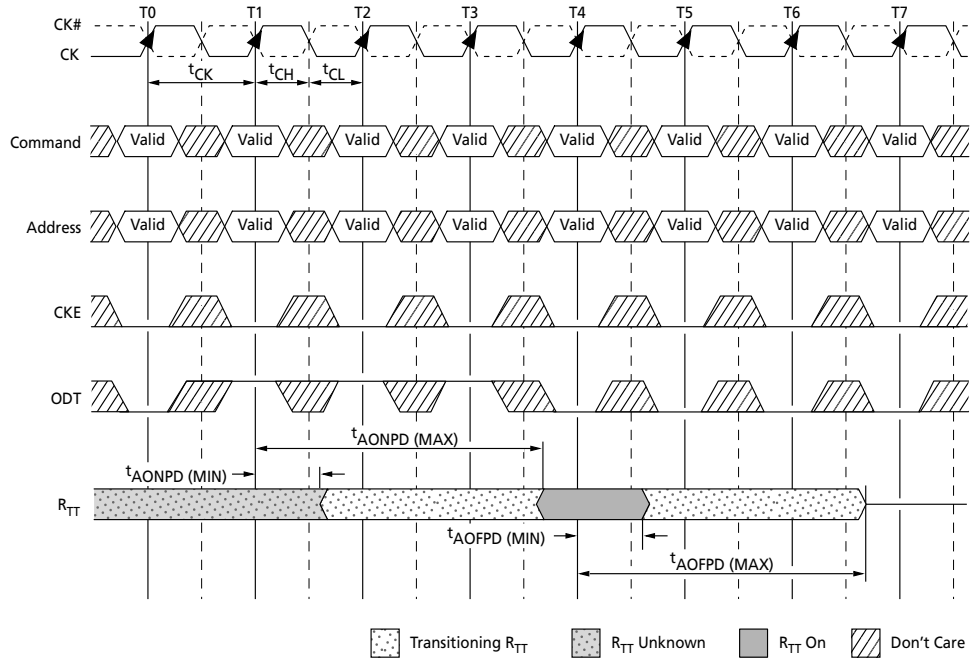 T0 T1 T2 T3 T4 T5 T6 T7
CK#
CK
tCK tCH tCL
Command Valid Valid Valid Valid Valid Valid Valid Valid
Address Valid Valid Valid Valid Valid Valid Valid Valid
CKE
ODT
tAONPD (MAX)
tAONPD (MIN)
RTT
tAOFPD (MIN)
tAOFPD (MAX)
Transitioning RTT RTT Unknown RTT On Don't Care